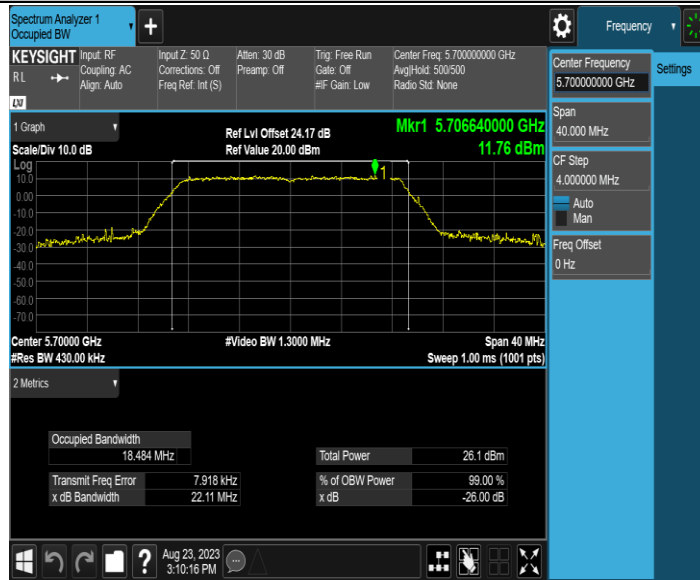 Spectrum Analyzer 1
Occupied BW
Frequency
KEYSIGHT
RL
LXI
Input: RF
Coupling: AC
Align: Auto
Input Z: 50 Ω
Corrections: Off
Freq Ref: Int (S)
Atten: 30 dB
Preamp: Off
Trig: Free Run
Gate: Off
#IF Gain: Low
Center Freq: 5.700000000 GHz
Avg|Hold: 500/500
Radio Std: None
Center Frequency
5.700000000 GHz
Settings
Span
40.000 MHz
CF Step
4.000000 MHz
Auto
Man
Freq Offset
0 Hz
1 Graph
Scale/Div 10.0 dB
Ref Lvl Offset 24.17 dB
Ref Value 20.00 dBm
Mkr1 5.706640000 GHz
11.76 dBm
Log
10.0
0.00
-10.0
-20.0
-30.0
-40.0
-50.0
-60.0
-70.0
1
Center 5.70000 GHz
#Res BW 430.00 kHz
#Video BW 1.3000 MHz
Span 40 MHz
Sweep 1.00 ms (1001 pts)
2 Metrics
Occupied Bandwidth
18.484 MHz
Total Power 26.1 dBm
Transmit Freq Error 7.918 kHz
% of OBW Power 99.00 %
x dB Bandwidth 22.11 MHz
x dB -26.00 dB
Aug 23, 2023
3:10:16 PM